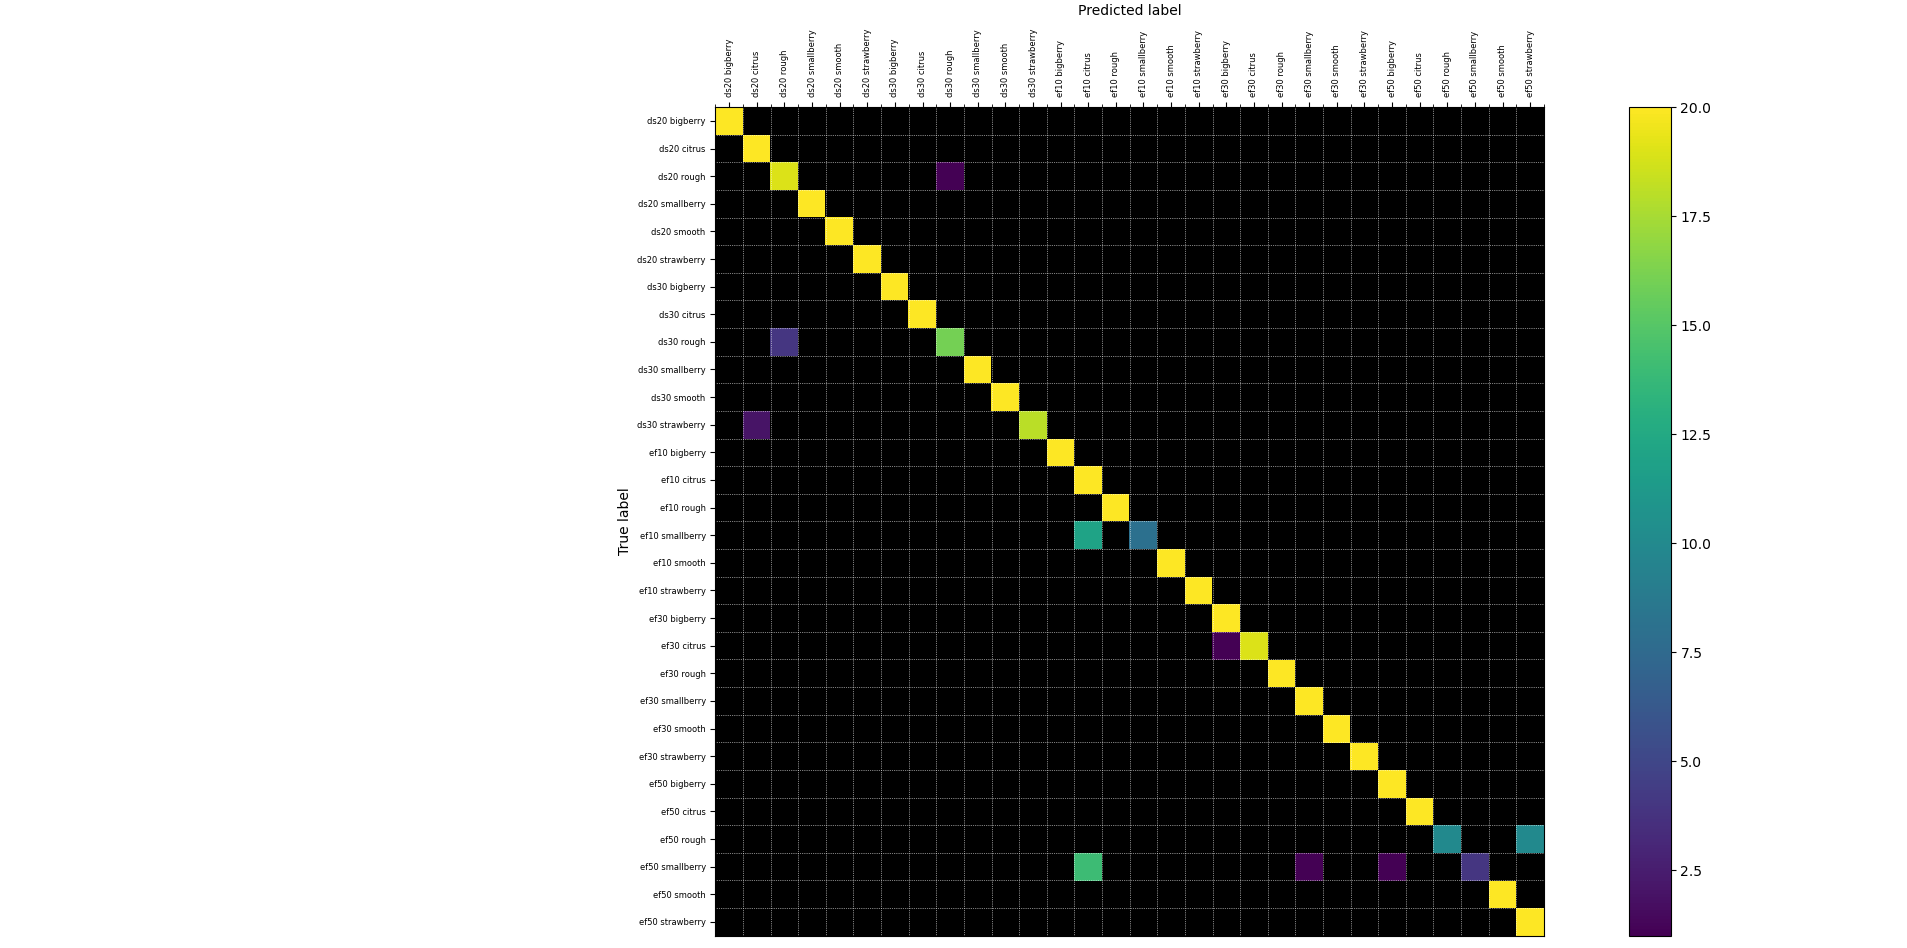 Predicted label
ds20 bigberry
ds20 citrus
ds20 rough
ds20 smallberry
ds20 smooth
ds20 strawberry
ds30 bigberry
ds30 citrus
ds30 rough
ds30 smallberry
ds30 smooth
ds30 strawberry
ef10 bigberry
ef10 citrus
ef10 rough
ef10 smallberry
ef10 smooth
ef10 strawberry
ef30 bigberry
ef30 citrus
ef30 rough
ef30 smallberry
ef30 smooth
ef30 strawberry
ef50 bigberry
ef50 citrus
ef50 rough
ef50 smallberry
ef50 smooth
ef50 strawberry
True label
ds20 bigberry
ds20 citrus
ds20 rough
ds20 smallberry
ds20 smooth
ds20 strawberry
ds30 bigberry
ds30 citrus
ds30 rough
ds30 smallberry
ds30 smooth
ds30 strawberry
ef10 bigberry
ef10 citrus
ef10 rough
ef10 smallberry
ef10 smooth
ef10 strawberry
ef30 bigberry
ef30 citrus
ef30 rough
ef30 smallberry
ef30 smooth
ef30 strawberry
ef50 bigberry
ef50 citrus
ef50 rough
ef50 smallberry
ef50 smooth
ef50 strawberry
20.0
17.5
15.0
12.5
10.0
7.5
5.0
2.5